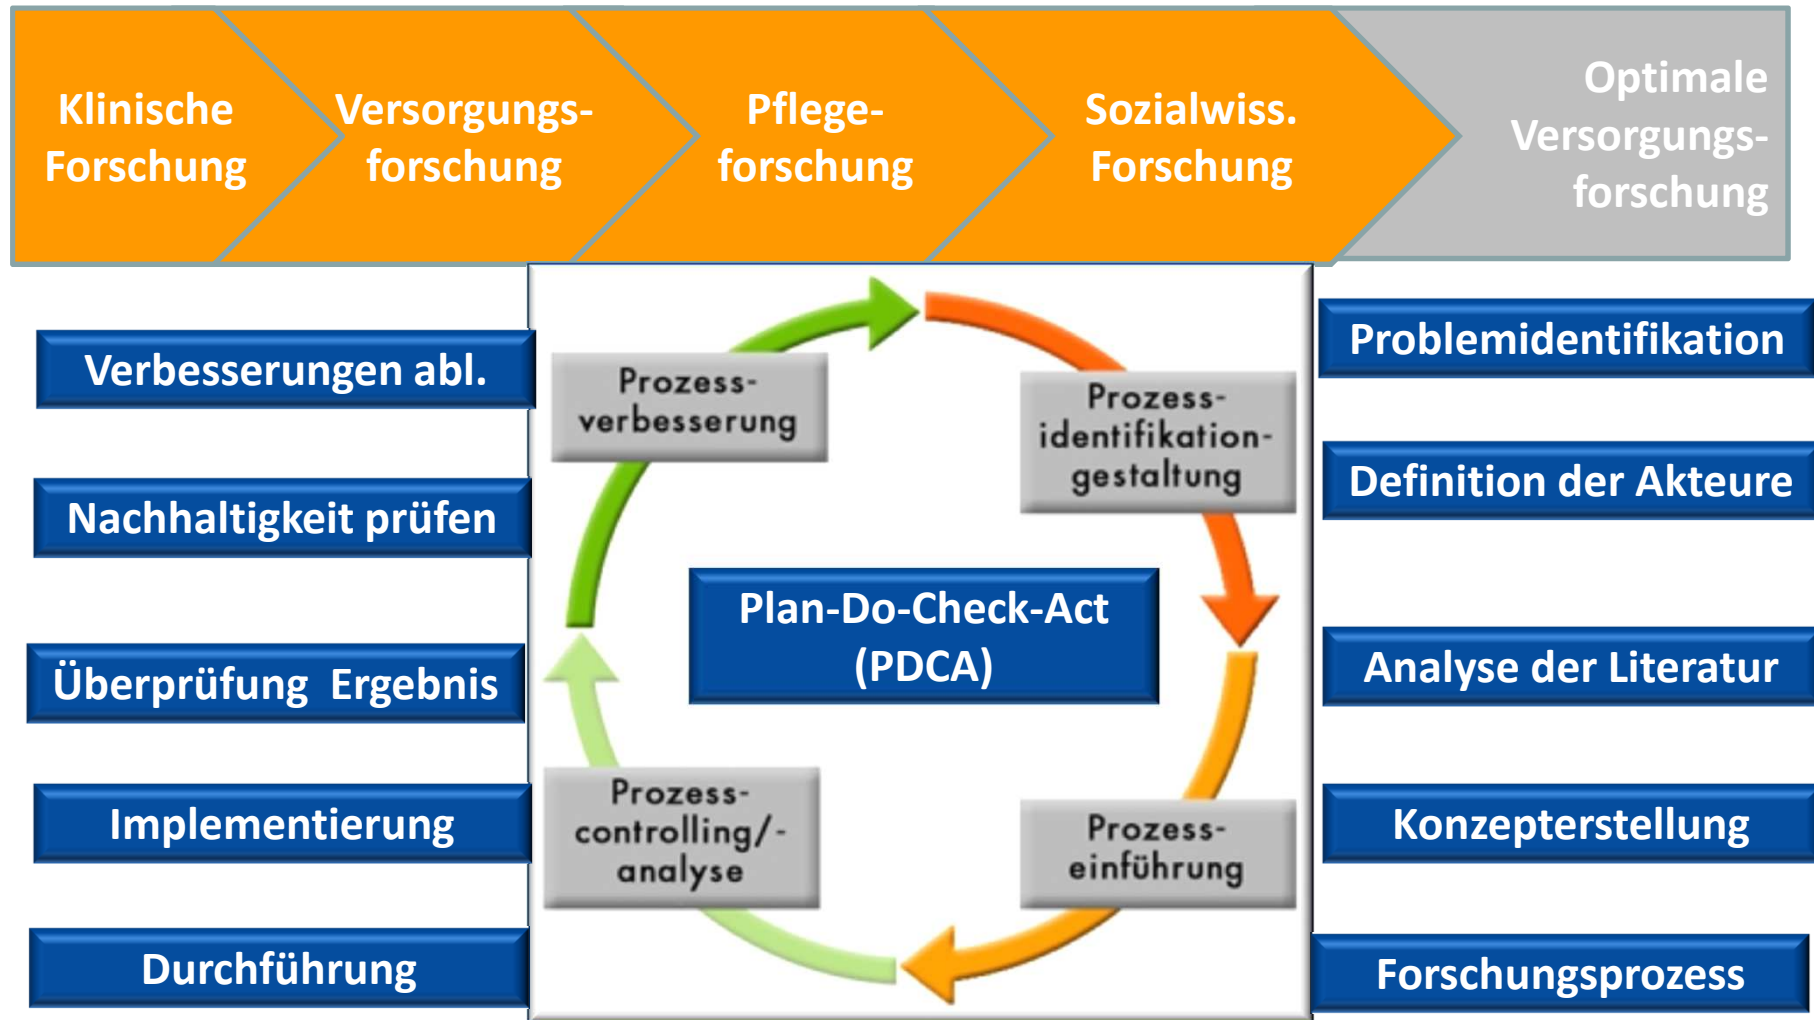 Klinische
Forschung
Versorgungs-
forschung
Pflege-
forschung
Sozialwiss.
Forschung
Optimale
Versorgungs-
forschung
Verbesserungen abl.
Nachhaltigkeit prüfen
Überprüfung  Ergebnis
Implementierung
Durchführung
Prozess-
verbesserung
Prozess-
identifikation-
gestaltung
Plan-Do-Check-Act
(PDCA)
Prozess-
controlling/-
analyse
Prozess-
einführung
Problemidentifikation
Definition der Akteure
Analyse der Literatur
Konzepterstellung
Forschungsprozess